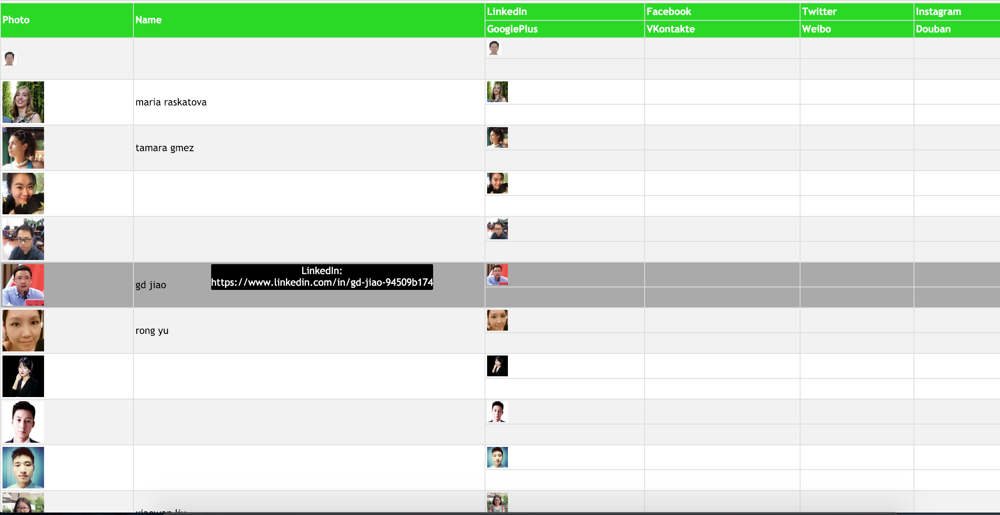 Photo
Name
LinkedIn
Facebook
Twitter
Instagram
GooglePlus
VKontakte
Weibo
Douban
maria raskatova
tamara gmez
gd jiao
LinkedIn:
https://www.linkedin.com/in/gd-jiao-94509b174
rong yu